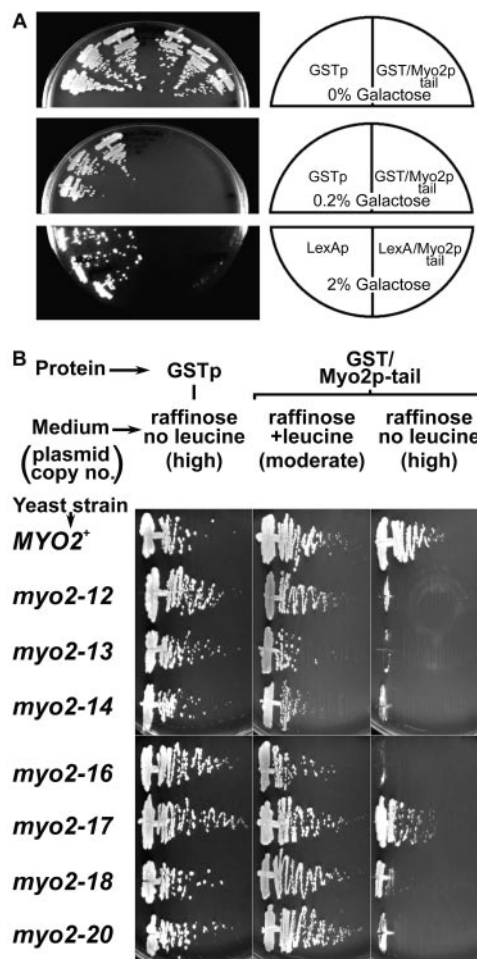 A
GSTp
GST/Myo2p
tail
0% Galactose
GSTp
GST/Myo2p
tail
0.2% Galactose
LexAp
LexA/Myo2p
tail
2% Galactose
B
Protein
GSTp
GST/
Myo2p-tail
Medium
(plasmid
copy no.)
raffinose
no leucine
(high)
raffinose
+leucine
(moderate)
raffinose
no leucine
(high)
Yeast strain
MYO2+
myo2-12
myo2-13
myo2-14
myo2-16
myo2-17
myo2-18
myo2-20